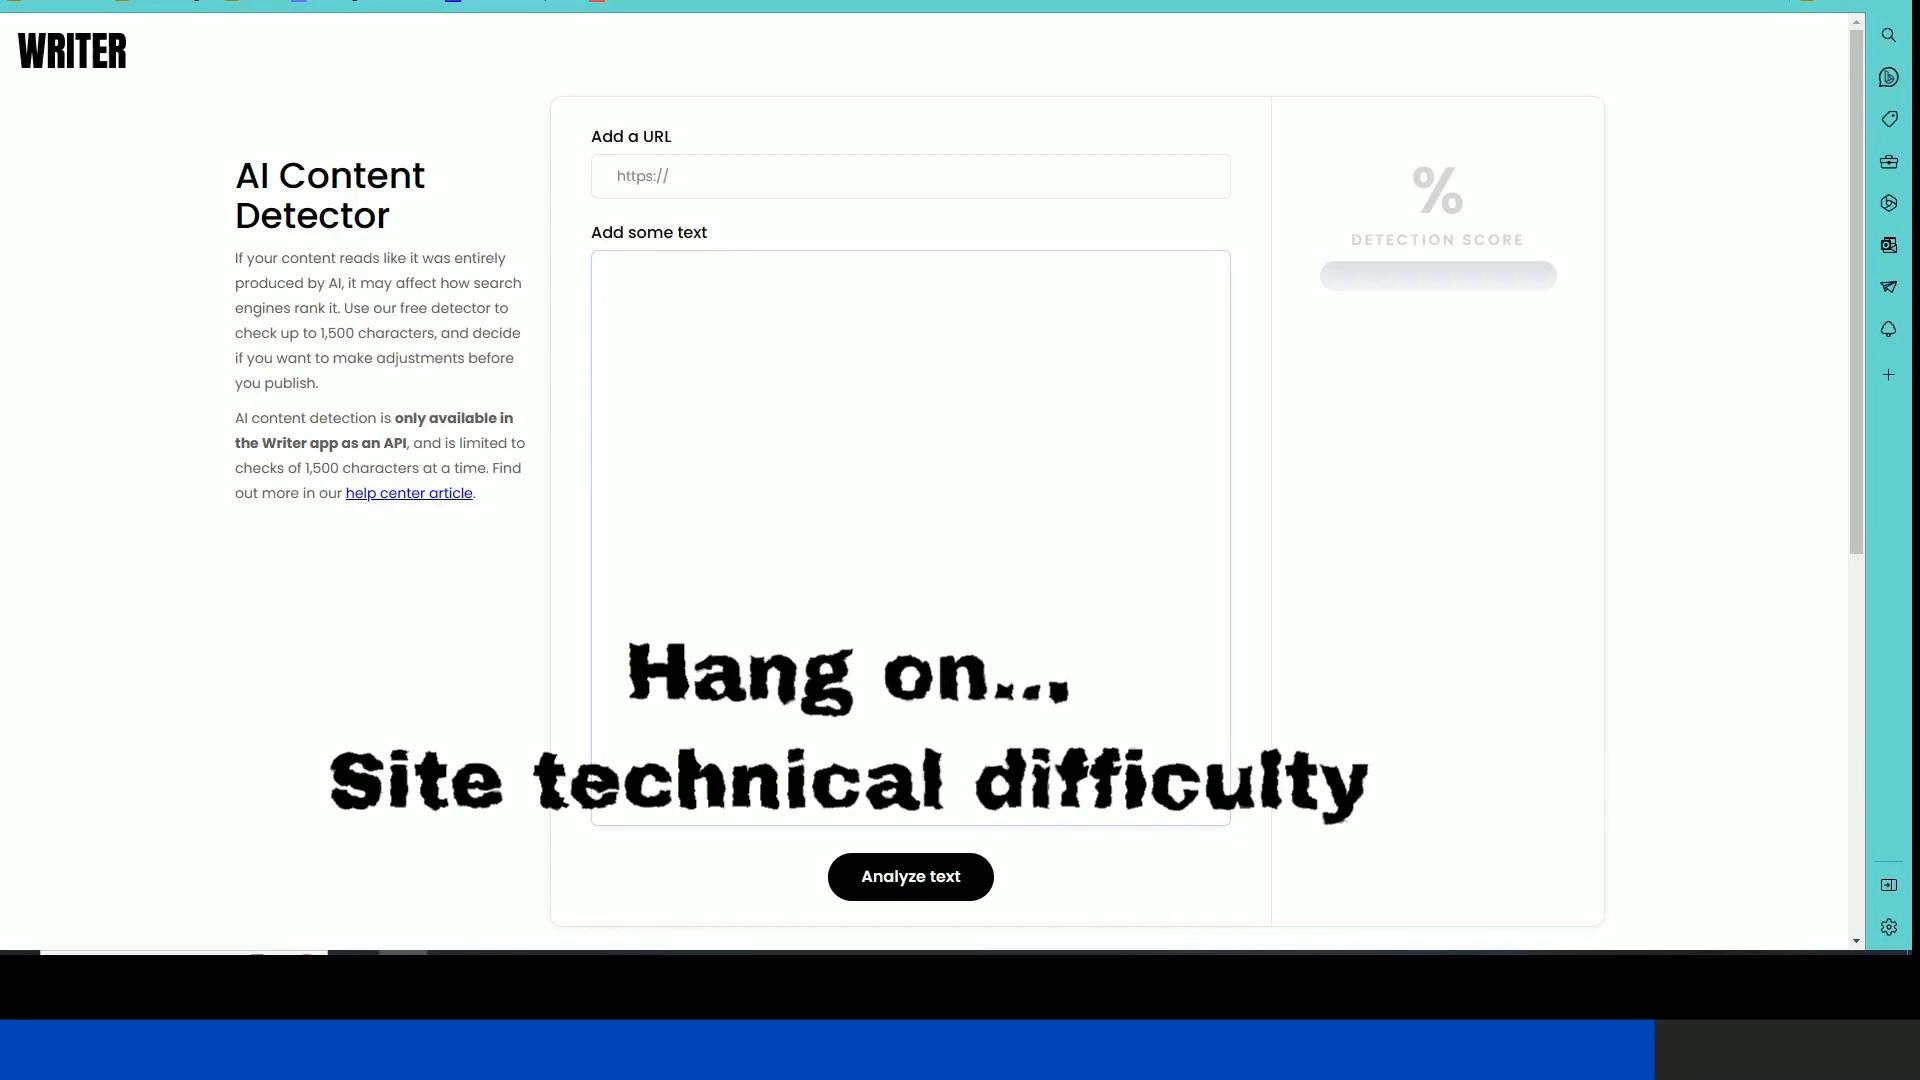 WRITER
AI Content
Detector
If your content reads like it was entirely
produced by AI, it may affect how search
engines rank it. Use our free detector to
check up to 1,500 characters, and decide
if you want to make adjustments before
you publish.
AI content detection is only available in
the Writer app as an API, and is limited to
checks of 1,500 characters at a time. Find
out more in our help center article.
Add a URL
https://
Add some text
Hang on...
Site technical difficulty
Analyze text
%
DETECTION SCORE